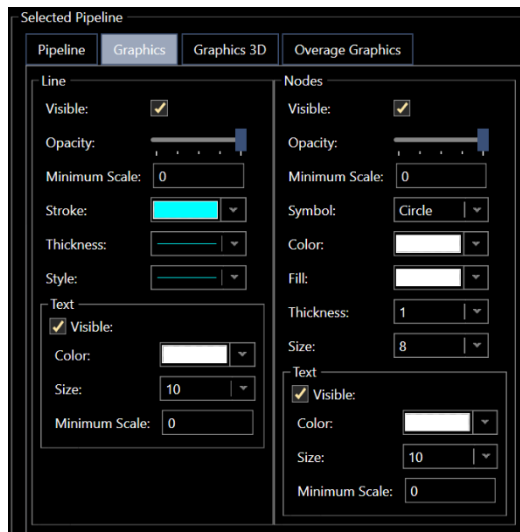 Selected Pipeline
Pipeline Graphics Graphics 3D Overage Graphics
Line
Visible:
Opacity:
Minimum Scale: 0
Stroke:
Thickness:
Style:
Text
Visible:
Color:
Size: 10
Minimum Scale: 0
Nodes
Visible:
Opacity:
Minimum Scale: 0
Symbol: Circle
Color:
Fill:
Thickness: 1
Size: 8
Text
Visible:
Color:
Size: 10
Minimum Scale: 0